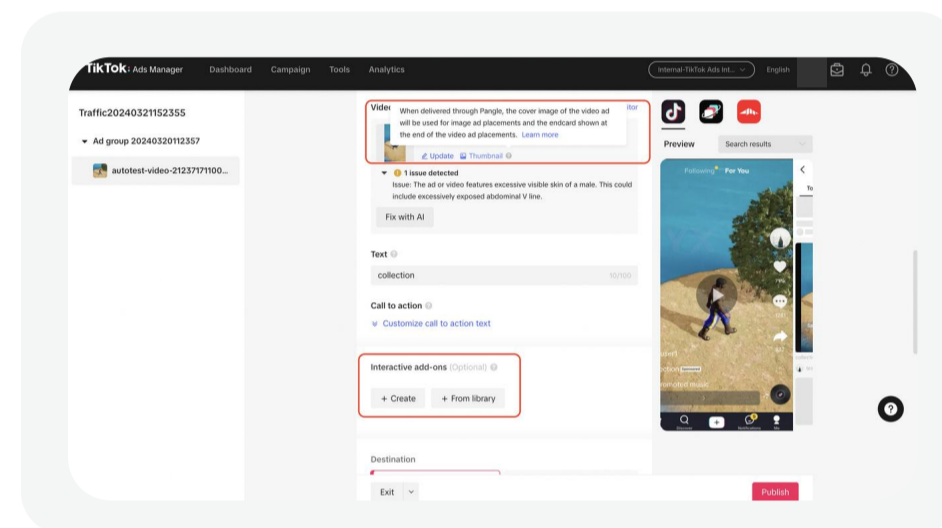 TikTok: Ads Manager
Dashboard
Campaign
Tools
Analytics
Internal-TikTok Ads Int...
English
Traffic20240321152355
Ad group 20240320112357
autotest-video-21237171100...
When delivered through Pangle, the cover image of the video ad
will be used for image ad placements and the endcard shown at
the end of the video ad placements. Learn more
Update
Thumbnail
1 issue detected
Issue: The ad or video features excessive visible skin of a male. This could
include excessively exposed abdominal V line.
Fix with AI
Text
collection
10/100
Call to action
Customize call to action text
Interactive add-ons (Optional)
+ Create
+ From library
Destination
Exit
Publish
Preview
Search results
Following
For You
Discover
Notifications
Me